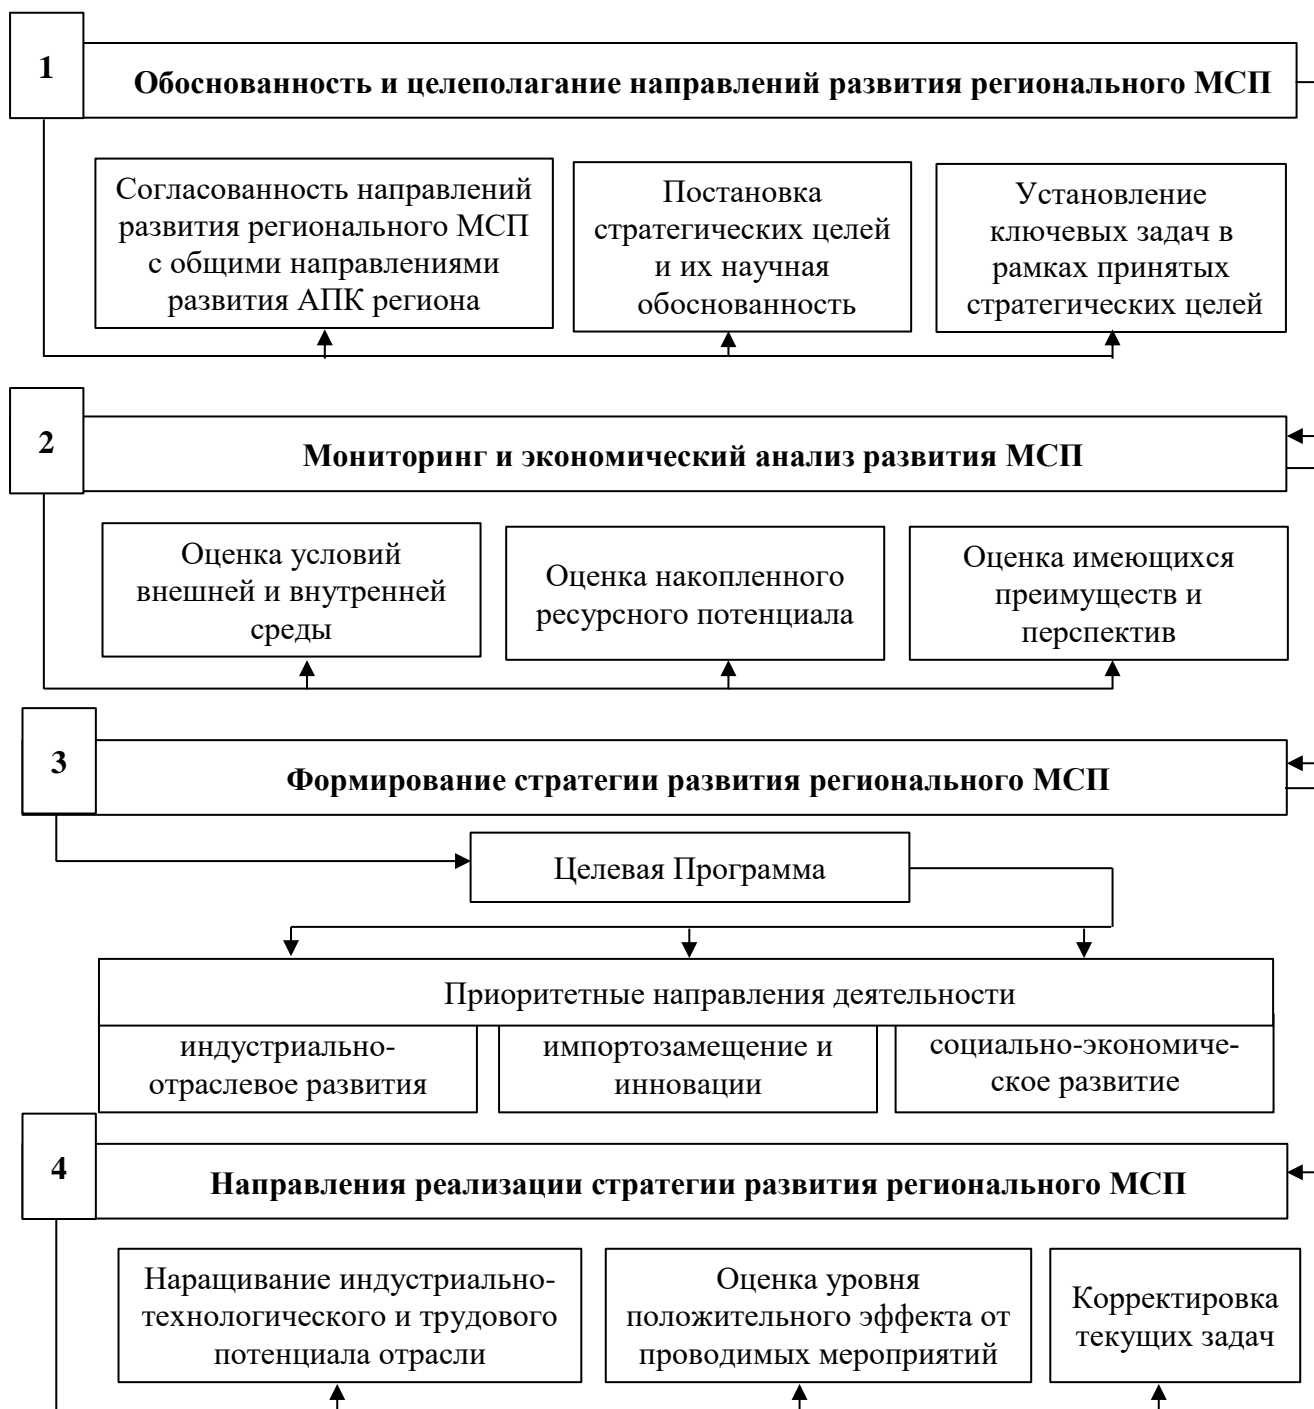 1
Обоснованность и целеполагание направлений развития регионального МСП
Согласованность направлений
развития регионального МСП
с общими направлениями
развития АПК региона
Постановка
стратегических целей
и их научная
обоснованность
Установление
ключевых задач в
рамках принятых
стратегических целей
2
Мониторинг и экономический анализ развития МСП
Оценка условий
внешней и внутренней
среды
Оценка накопленного
ресурсного потенциала
Оценка имеющихся
преимуществ и
перспектив
3
Формирование стратегии развития регионального МСП
Целевая Программа
Приоритетные направления деятельности
индустриально-
отраслевое развития
импортозамещение и
инновации
социально-экономиче-
ское развитие
4
Направления реализации стратегии развития регионального МСП
Наращивание индустриально-
технологического и трудового
потенциала отрасли
Оценка уровня
положительного эффекта от
проводимых мероприятий
Корректировка
текущих задач